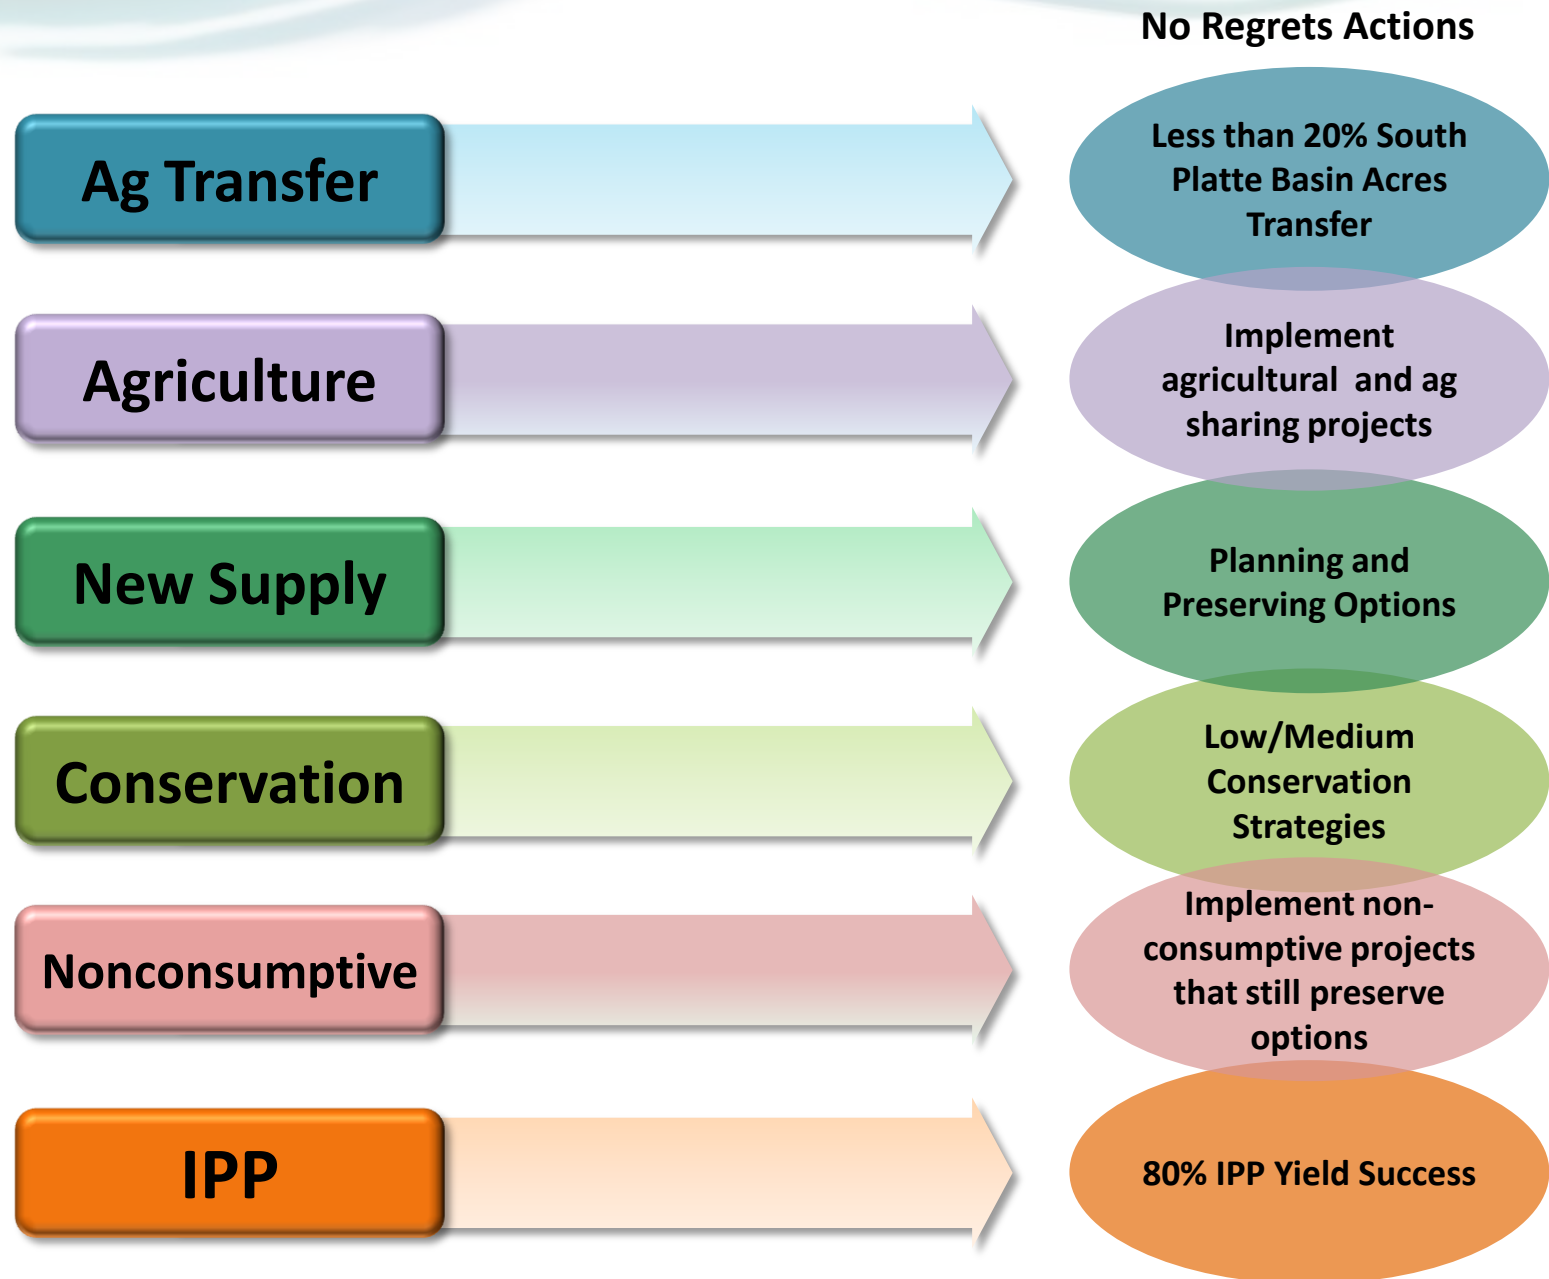 No Regrets Actions
Ag Transfer
Less than 20% South
Platte Basin Acres
Transfer
Agriculture
Implement
agricultural and ag
sharing projects
New Supply
Planning and
Preserving Options
Conservation
Low/Medium
Conservation
Strategies
Nonconsumptive
Implement non-
consumptive projects
that still preserve
options
IPP
80% IPP Yield Success